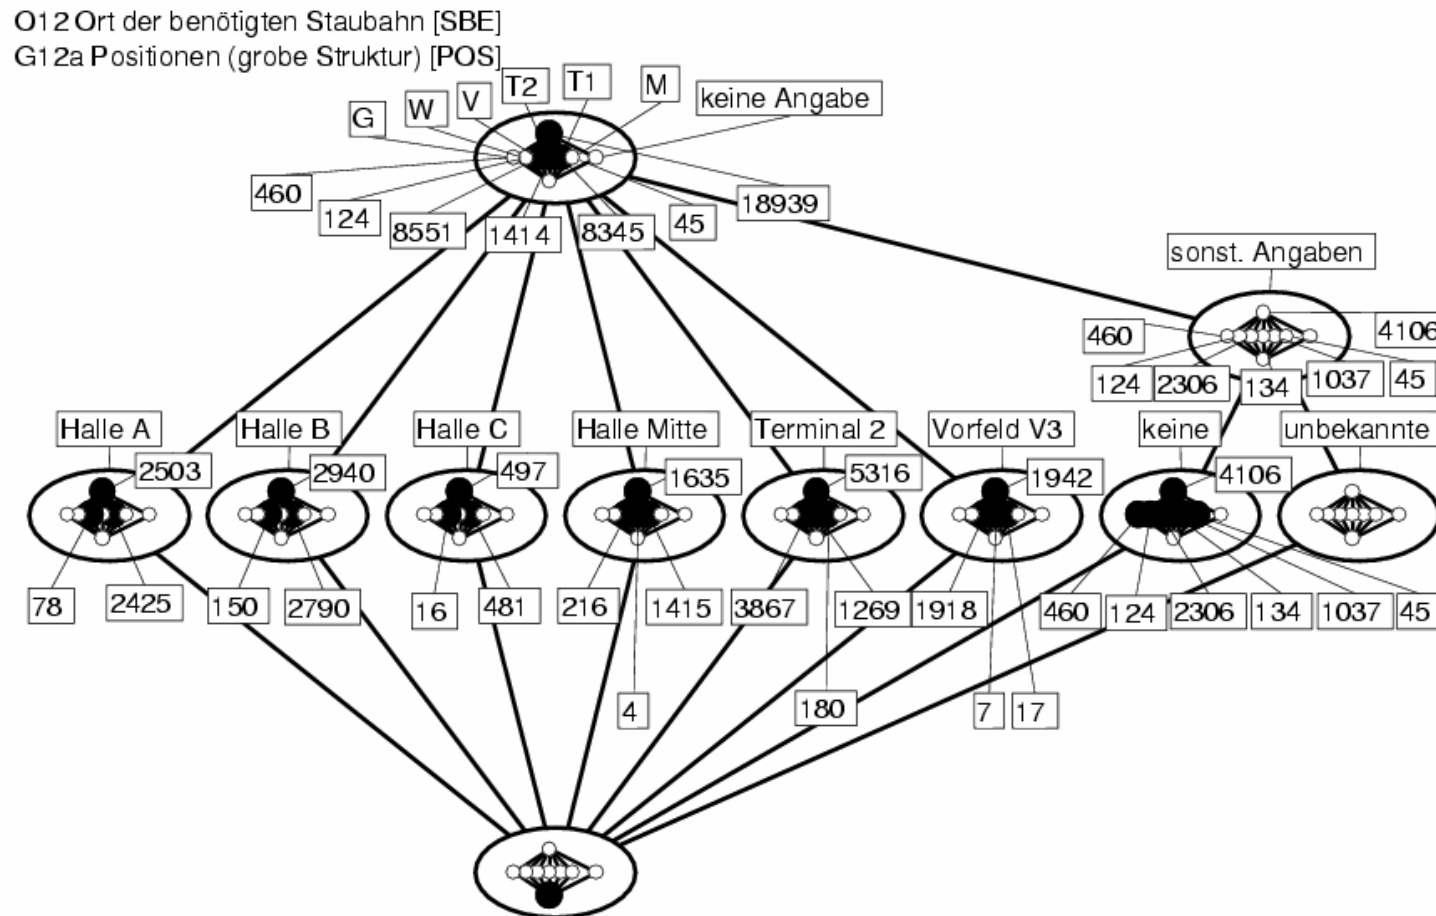 O12 Ort der benötigten Staubahn [SBE]
G12a Positionen (grobe Struktur) [POS]
G W V T2 T1 M keine Angabe
460 124 8551 1414 8345 45 18939
sonst. Angaben
460 4106
124 2306 134 1037 45
Halle A Halle B Halle C Halle Mitte Terminal 2 Vorfeld V3 keine unbekannte
2503 2940 497 1635 5316 1942 4106
78 2425 150 2790 16 481 216 1415 3867 1269 1918 460 124 2306 134 1037 45
4 180 7 17